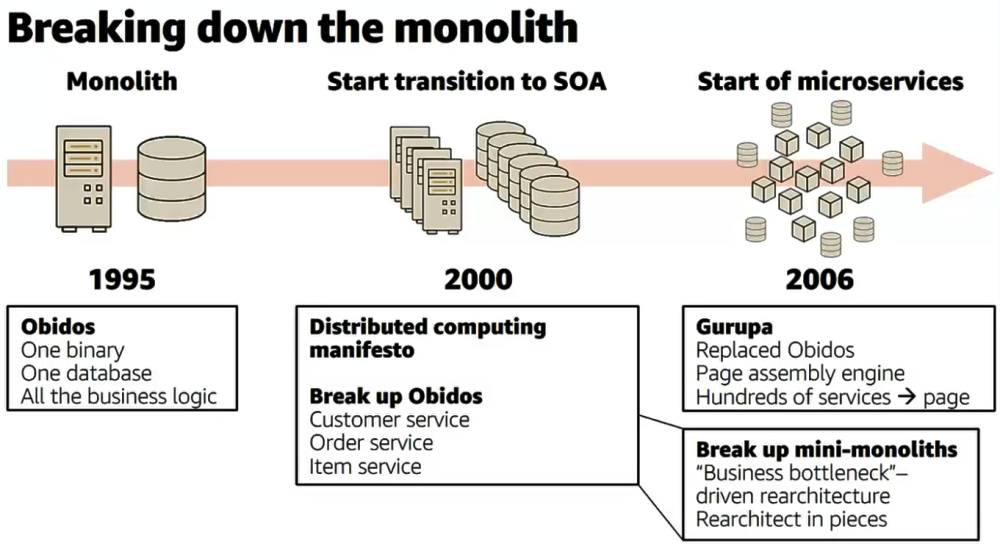 Breaking down the monolith
Monolith
Start transition to SOA
Start of microservices
1995
2000
2006
Obidos
One binary
One database
All the business logic
Distributed computing
manifesto
Break up Obidos
Customer service
Order service
Item service
Gurupa
Replaced Obidos
Page assembly engine
Hundreds of services → page
Break up mini-monoliths
“Business bottleneck”–
driven rearchitecture
Rearchitect in pieces